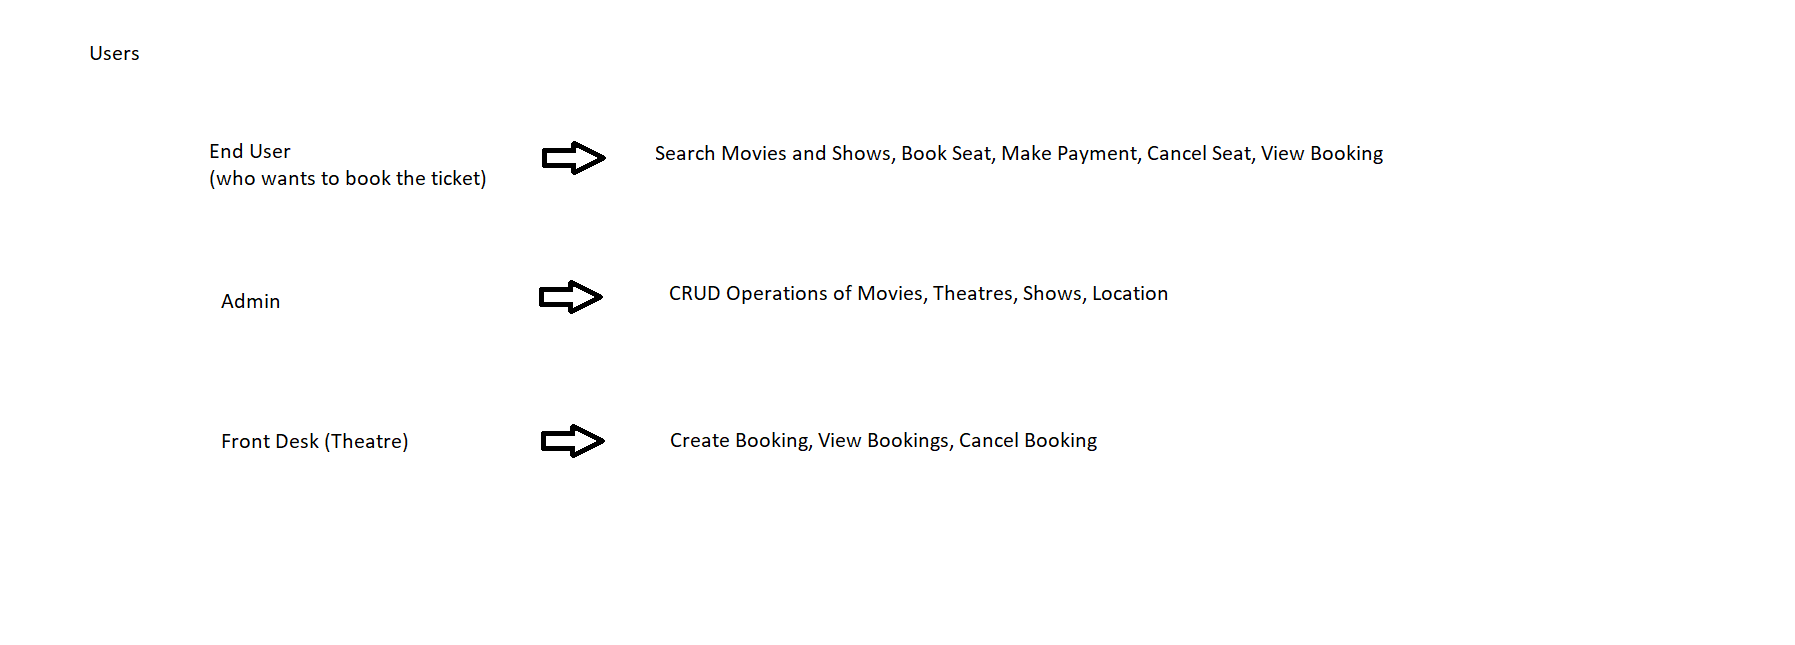 Users
End User
(who wants to book the ticket)
Search Movies and Shows, Book Seat, Make Payment, Cancel Seat, View Booking
Admin
CRUD Operations of Movies, Theatres, Shows, Location
Front Desk (Theatre)
Create Booking, View Bookings, Cancel Booking